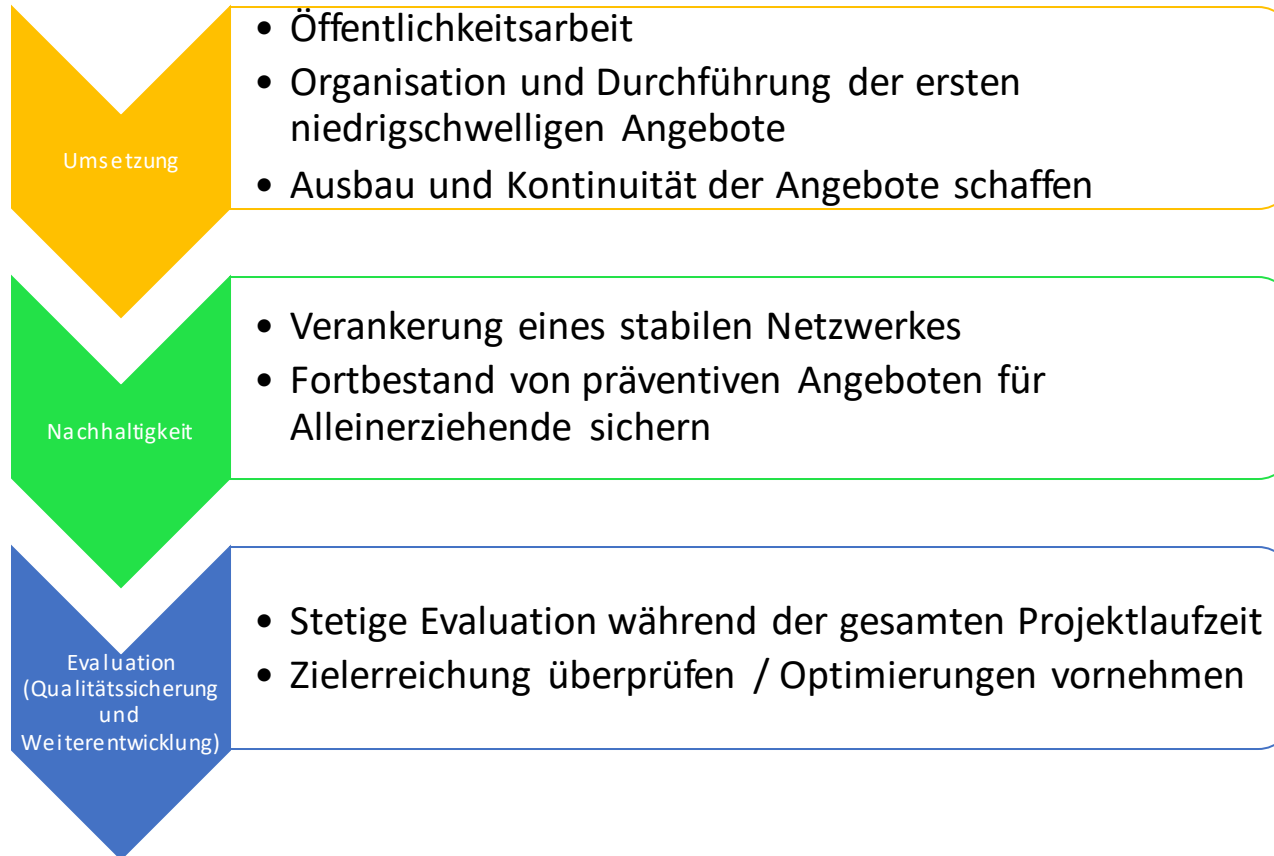 Umsetzung
• Öffentlichkeitsarbeit
• Organisation und Durchführung der ersten
niedrigschwelligen Angebote
• Ausbau und Kontinuität der Angebote schaffen
Nachhaltigkeit
• Verankerung eines stabilen Netzwerkes
• Fortbestand von präventiven Angeboten für
Alleinerziehende sichern
Evaluation
(Qualitätssicherung
und
Weiterentwicklung)
• Stetige Evaluation während der gesamten Projektlaufzeit
• Zielerreichung überprüfen / Optimierungen vornehmen